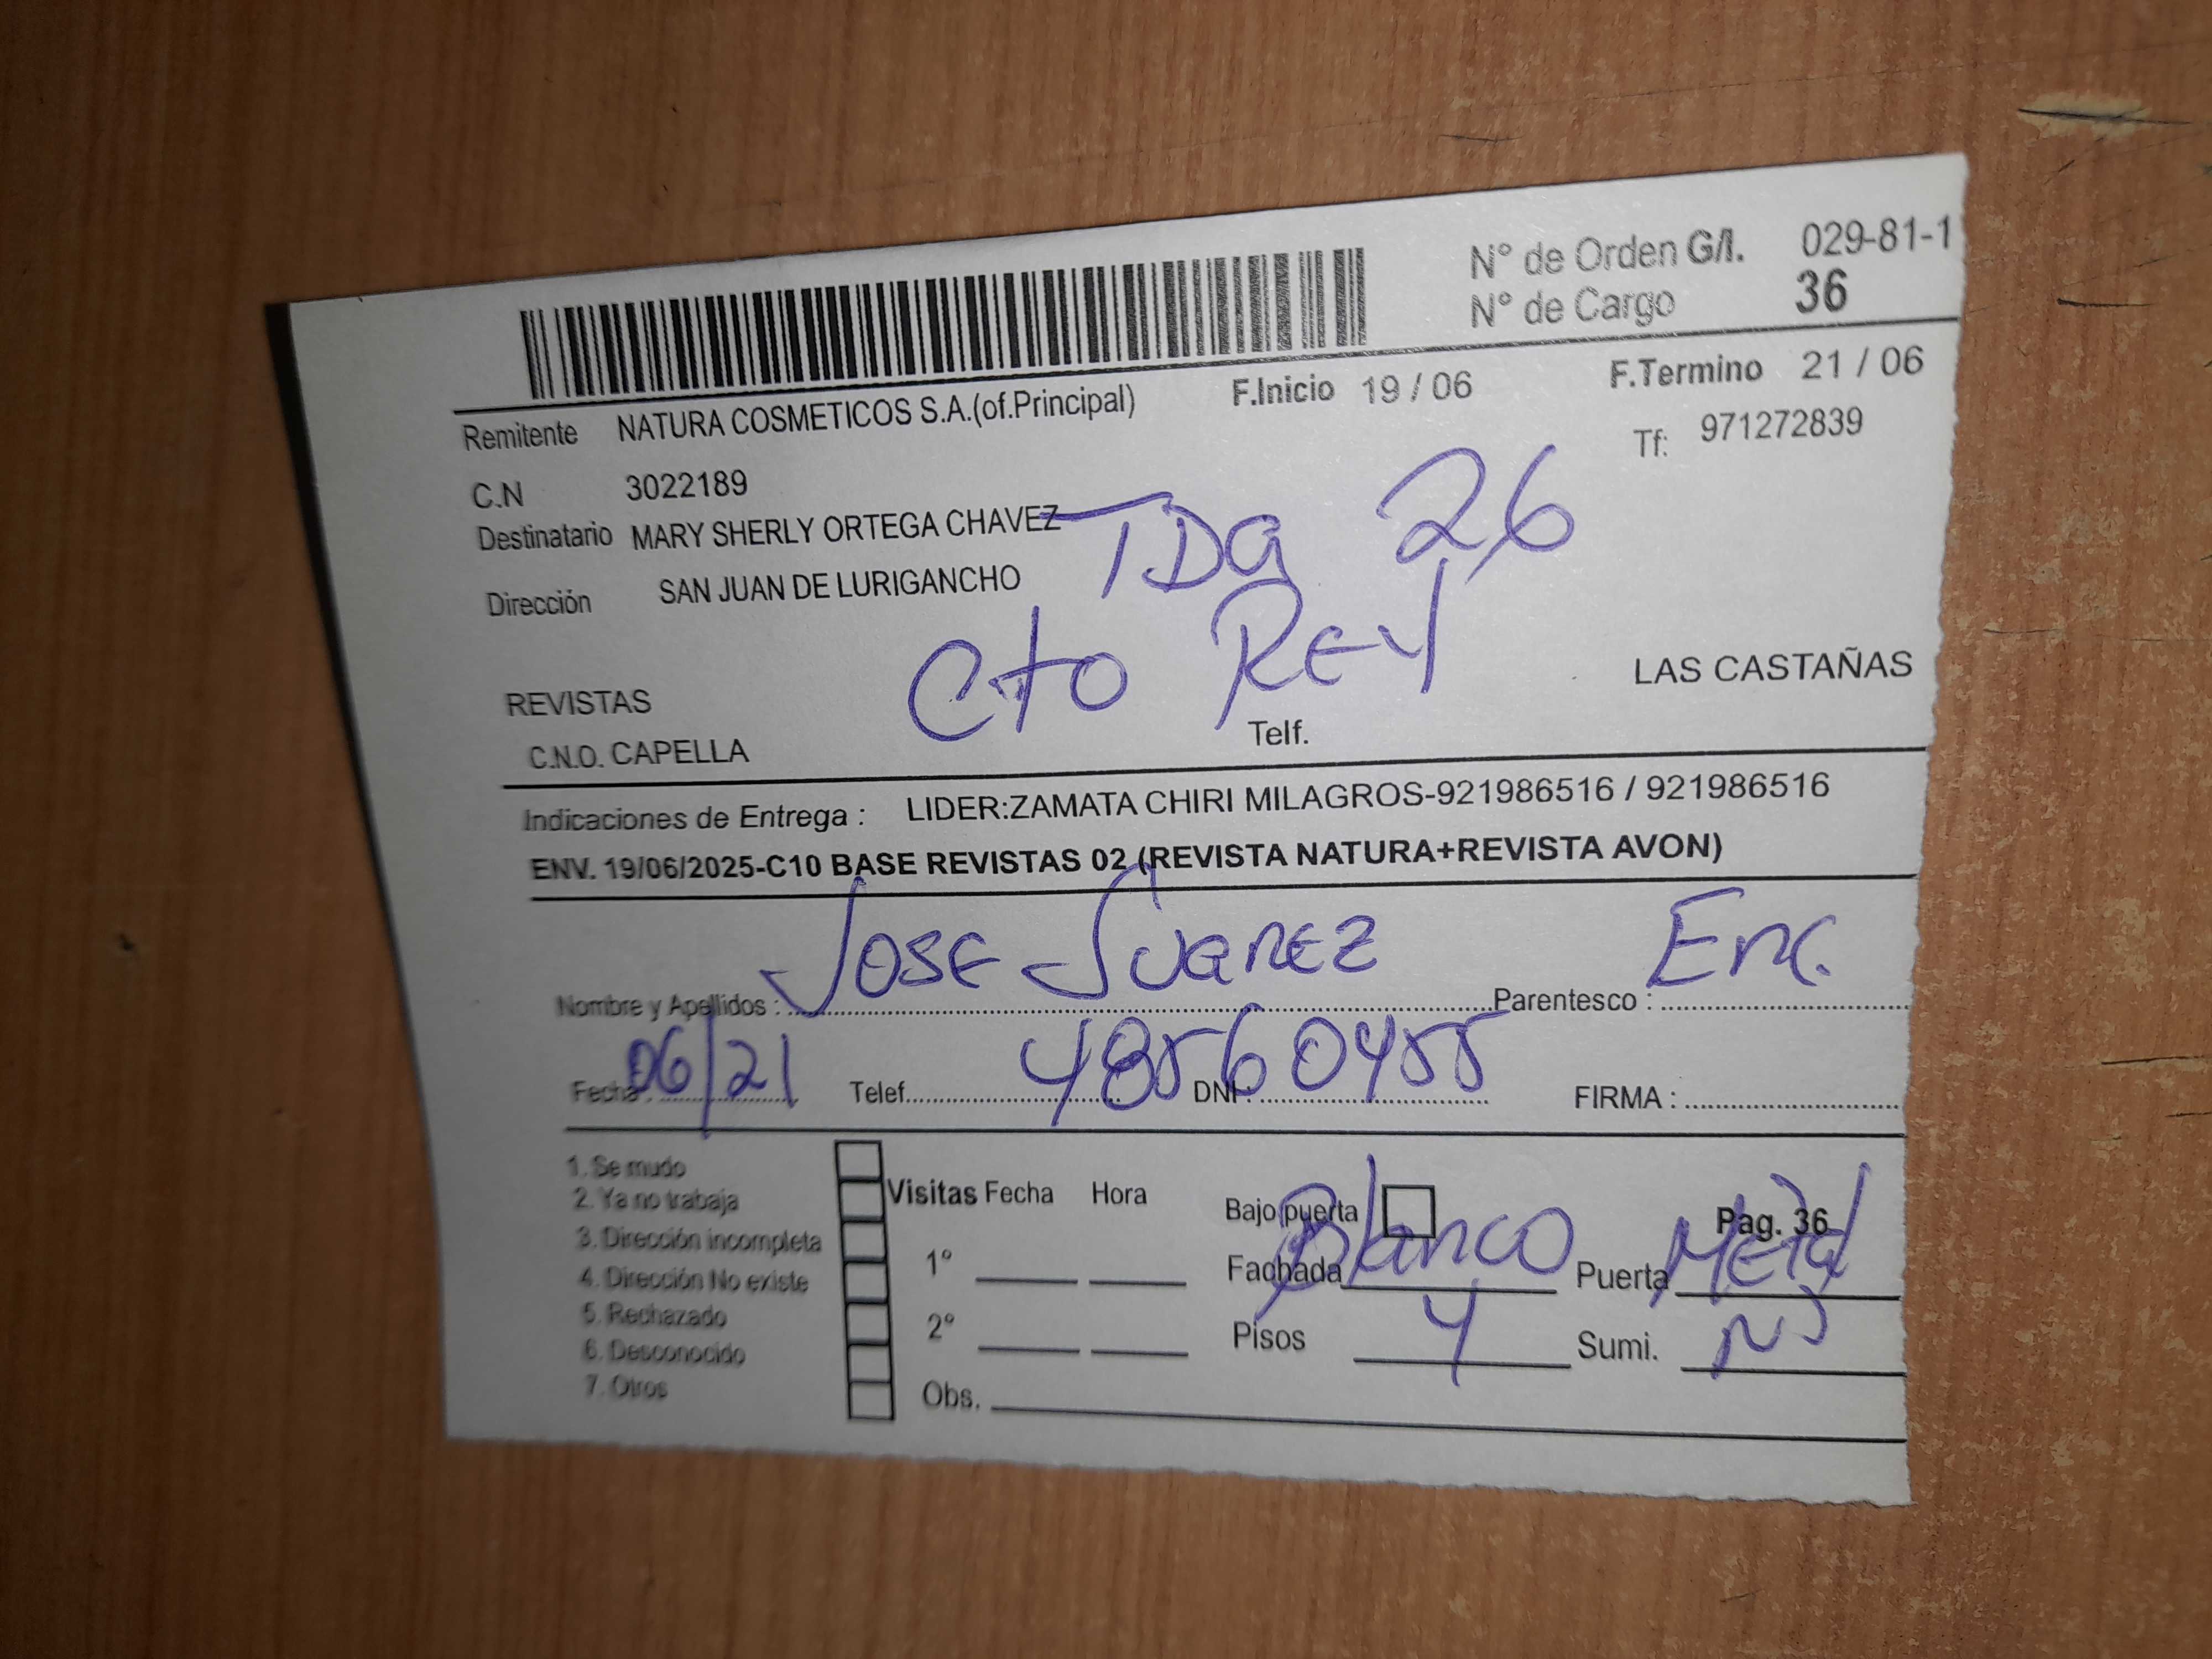 N° de Orden G/I. 029-81-1
N° de Cargo 36
F.Inicio 19 / 06 F.Termino 21 / 06
Remitente NATURA COSMETICOS S.A.(of.Principal) Tf: 971272839
C.N 3022189
Destinatario MARY SHERLY ORTEGA CHAVEZ TDa 26
Dirección SAN JUAN DE LURIGANCHO
Cto REY
LAS CASTAÑAS
REVISTAS
C.N.O. CAPELLA Telf.
Indicaciones de Entrega : LIDER:ZAMATA CHIRI MILAGROS-921986516 / 921986516
ENV. 19/06/2025-C10 BASE REVISTAS 02 (REVISTA NATURA+REVISTA AVON)
Nombre y Apellidos : JOSE Suarez Parentesco : Enc.
Fecha : 06/21 Telef. DNI : 48560455 FIRMA :
1. Se mudo
2. Ya no trabaja
3. Dirección incompleta
4. Dirección No existe
5. Rechazado
6. Desconocido
7. Otros
Visitas Fecha Hora
1°
2°
Obs.
Bajo puerta Pag. 36
Fachada Blanco Puerta Metal
Pisos 4 Sumi.